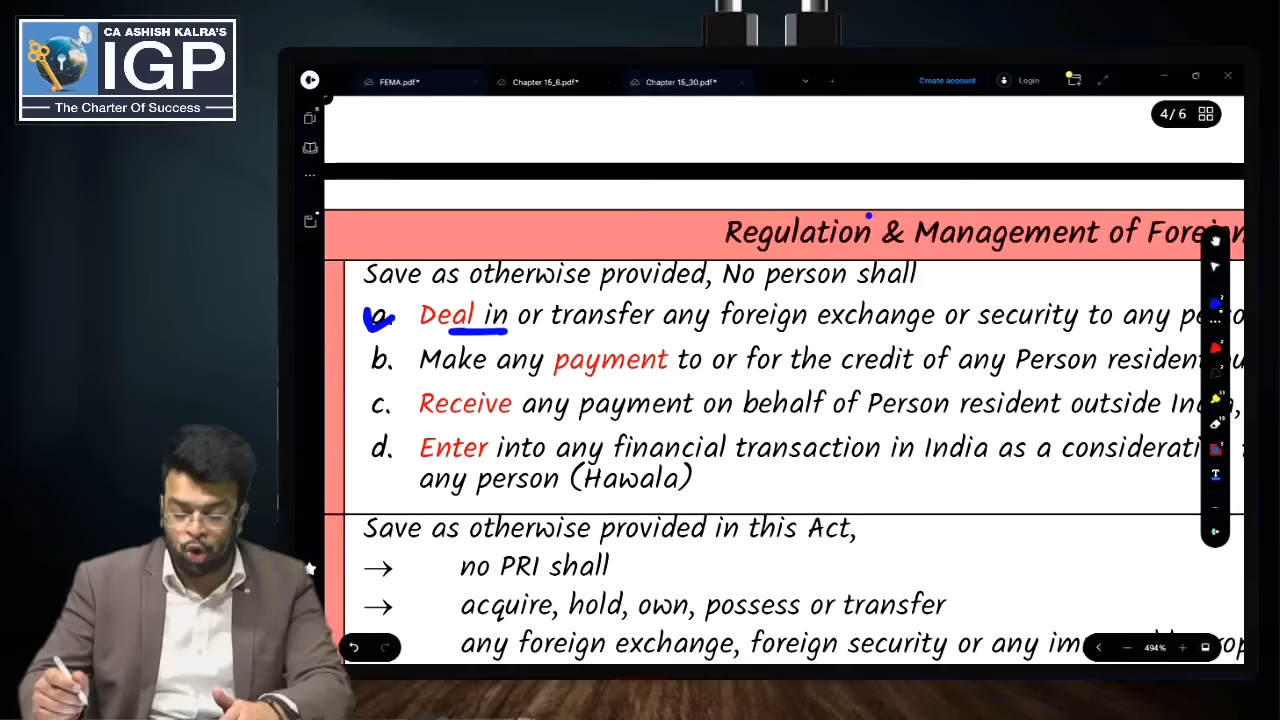 CA ASHISH KALRA'S
IGP
The Charter Of Success
FEMA.pdf*
Chapter 15_6.pdf*
Chapter 15_30.pdf*
Create account
Login
4/6
Regulation & Management of
Save as otherwise provided, No person shall
a. Deal in or transfer any foreign exchange or security to any
b. Make any payment to or for the credit of any Person resident
c. Receive any payment on behalf of Person resident outside
d. Enter into any financial transaction in India as a
any person (Hawala)
Save as otherwise provided in this Act,
→ no PRI shall
→ acquire, hold, own, possess or transfer
any foreign exchange, foreign security or any
494%